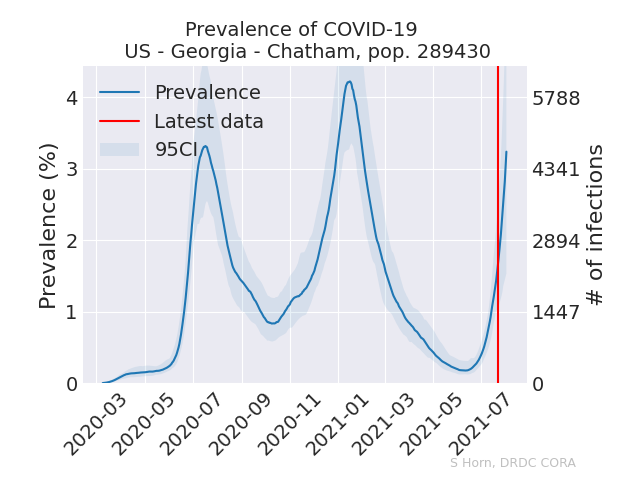 Prevalence of COVID-19
US - Georgia - Chatham, pop. 289430
Prevalence
Latest data
95CI
Prevalence (%)
4
3
2
1
0
5788
4341
2894
1447
0
# of infections
2020-03
2020-05
2020-07
2020-09
2020-11
2021-01
2021-03
2021-05
2021-07
S Horn, DRDC CORA